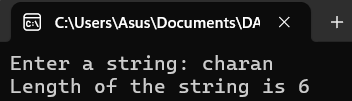 C:\Users\Asus\Documents\DA
Enter a string: charan
Length of the string is 6